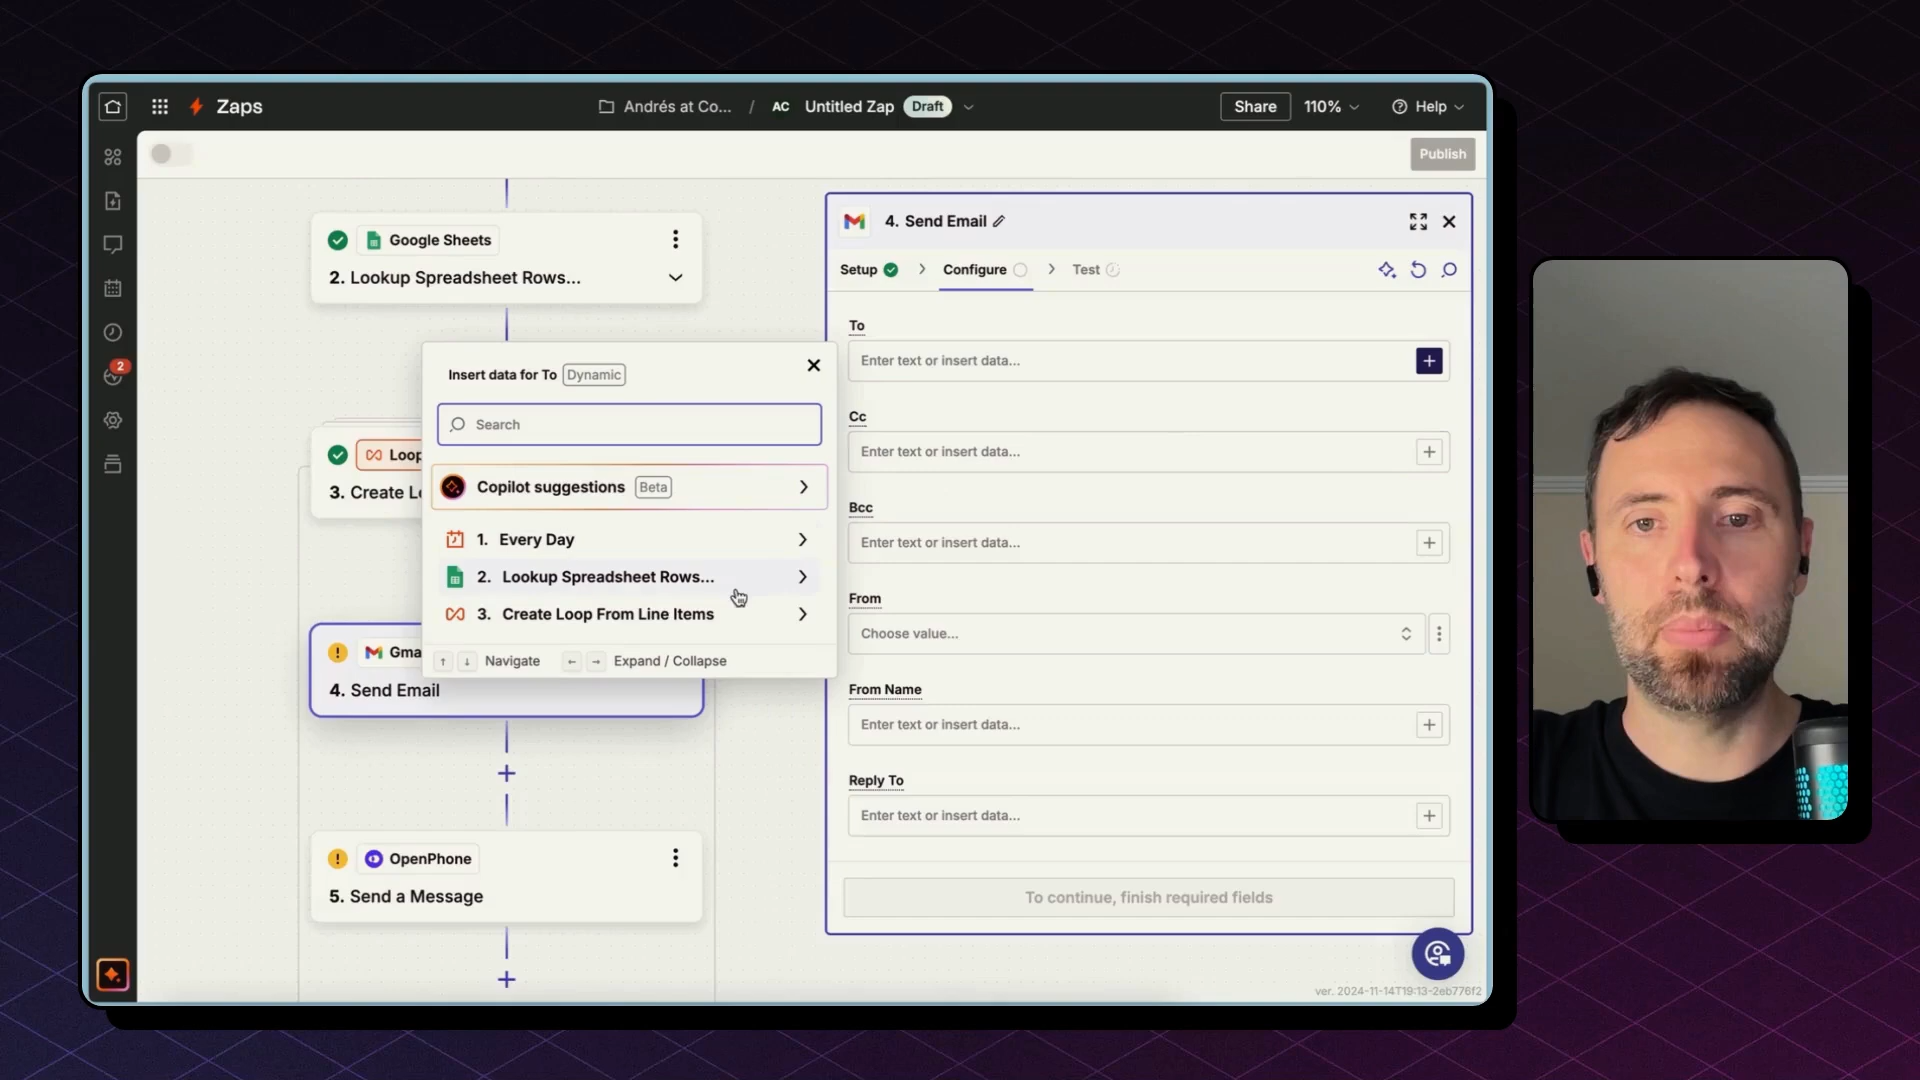 Zaps
Andrés at Co... / AC Untitled Zap Draft
Share 110% Help
Publish
Google Sheets
2. Lookup Spreadsheet Rows...
Loop
3. Create Lo
Gma
4. Send Email
OpenPhone
5. Send a Message
2
Insert data for To Dynamic
Search
Copilot suggestions Beta
1. Every Day
2. Lookup Spreadsheet Rows...
3. Create Loop From Line Items
↑ ↓ Navigate ← → Expand / Collapse
4. Send Email
Setup > Configure > Test
To
Enter text or insert data...
Cc
Enter text or insert data...
Bcc
Enter text or insert data...
From
Choose value...
From Name
Enter text or insert data...
Reply To
Enter text or insert data...
To continue, finish required fields
ver. 2024-11-14T19:13-2eb776f2